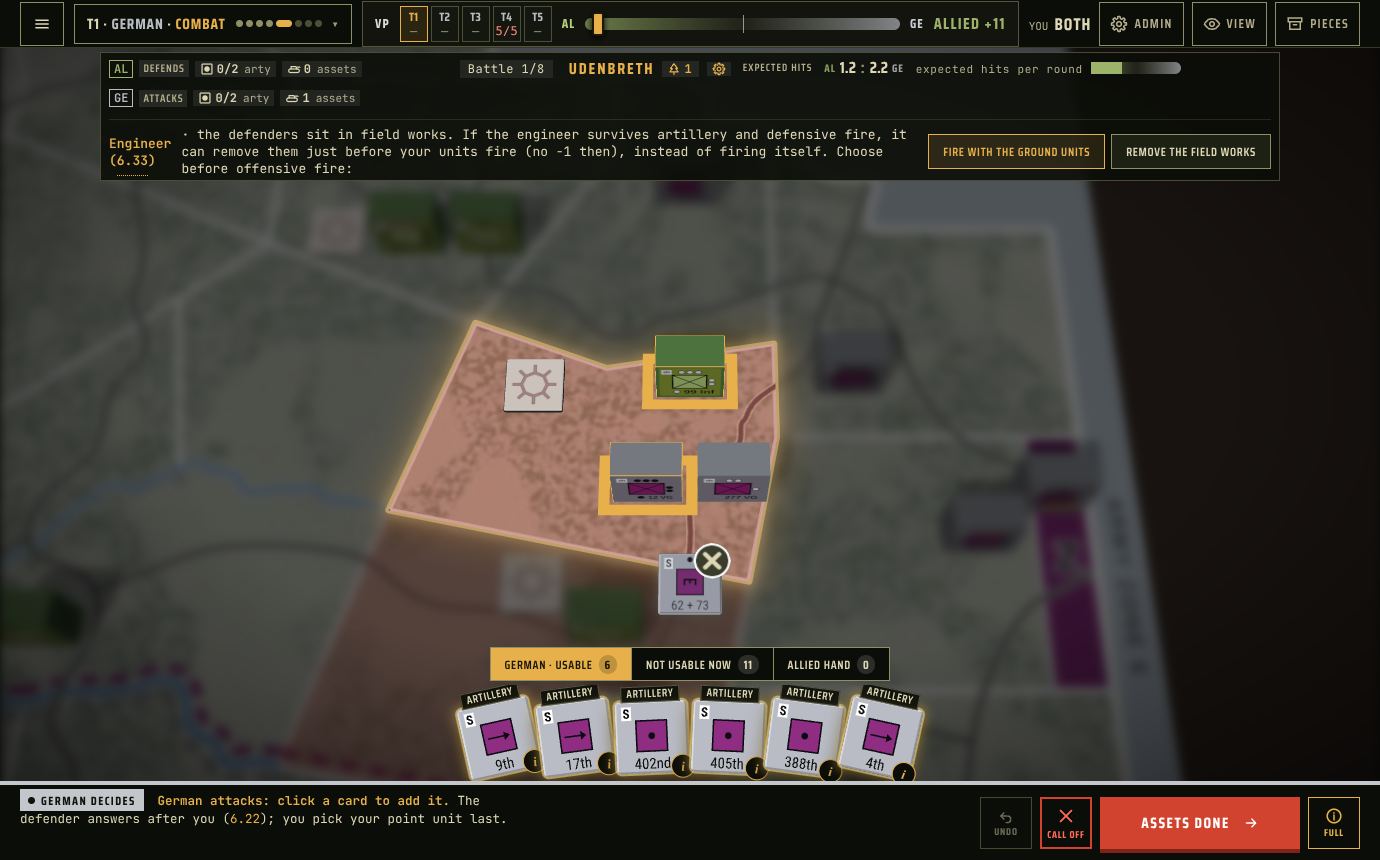 T1 · GERMAN · COMBAT
VP
T1 –
T2 –
T3 –
T4 5/5
T5 –
AL
GE
ALLIED +11
YOU BOTH
ADMIN
VIEW
PIECES
AL DEFENDS 0/2 arty 0 assets
Battle 1/8 UDENBRETH 1 EXPECTED HITS AL 1.2 : 2.2 GE expected hits per round
GE ATTACKS 0/2 arty 1 assets
Engineer (6.33)
· the defenders sit in field works. If the engineer survives artillery and defensive fire, it
can remove them just before your units fire (no -1 then), instead of firing itself. Choose
before offensive fire:
FIRE WITH THE GROUND UNITS
REMOVE THE FIELD WORKS
99 Inf
12 VG
277 VG
S
E
62 + 73
GERMAN · USABLE 6
NOT USABLE NOW 11
ALLIED HAND 0
ARTILLERY S 9th i
ARTILLERY S 17th i
ARTILLERY S 402nd i
ARTILLERY S 405th i
ARTILLERY S 388th i
ARTILLERY S 4th i
GERMAN DECIDES German attacks: click a card to add it. The
defender answers after you (6.22); you pick your point unit last.
UNDO
CALL OFF
ASSETS DONE →
FULL